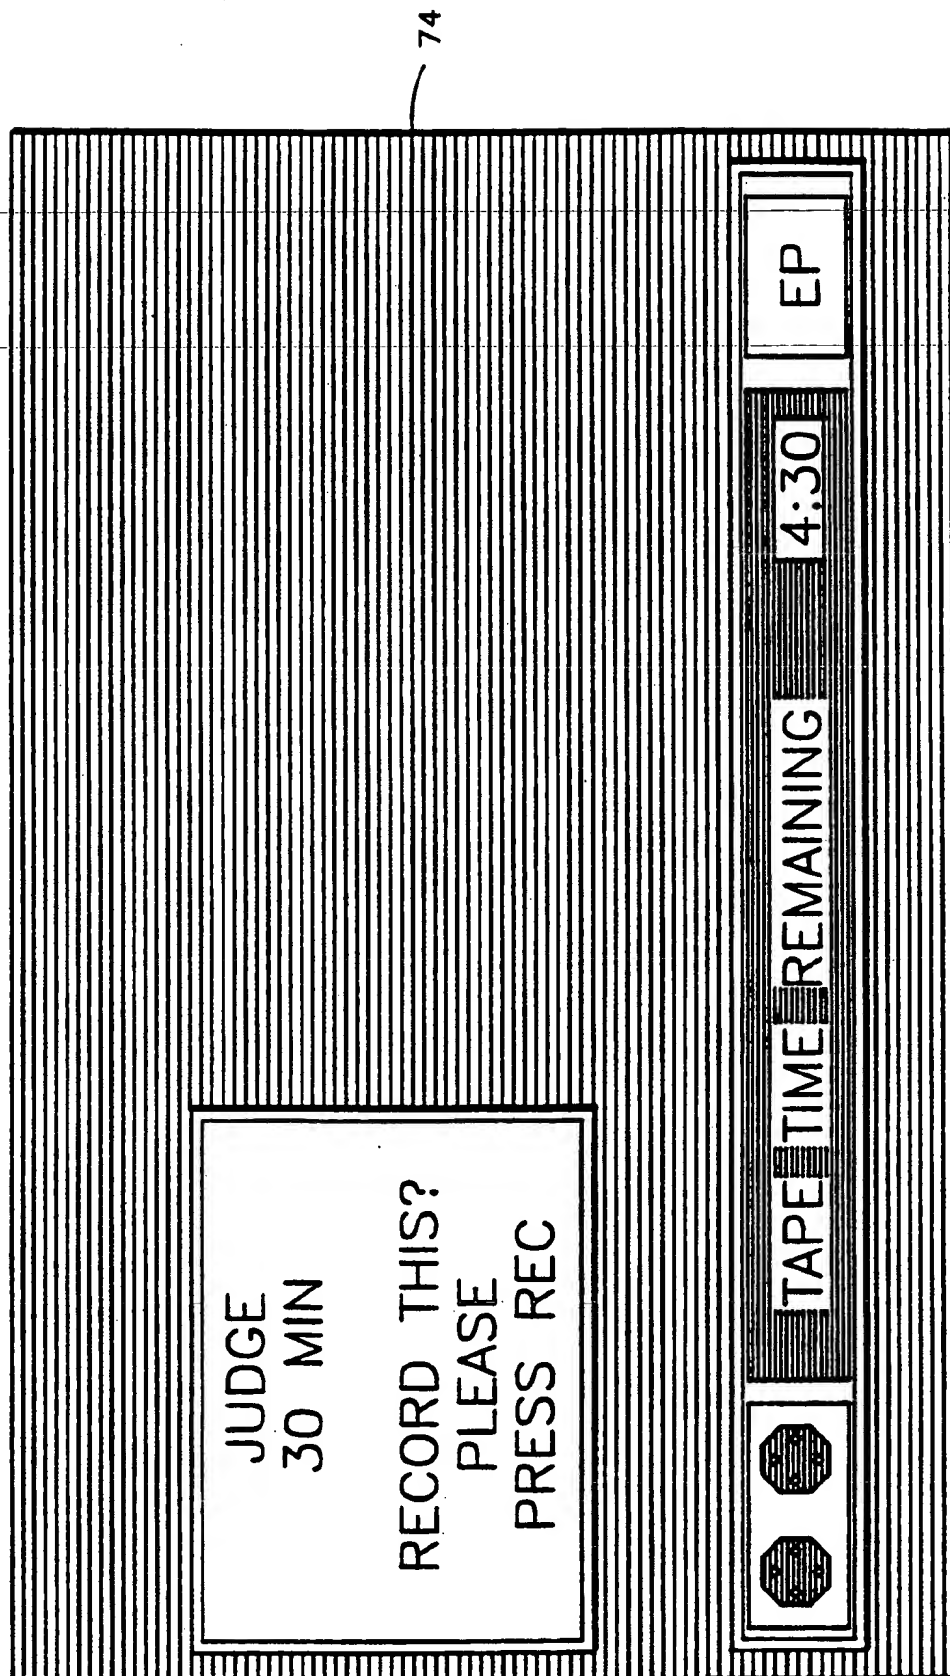 74
JUDGE
30 MIN
RECORD THIS?
PLEASE
PRESS REC
TAPE TIME REMAINING 4:30 EP